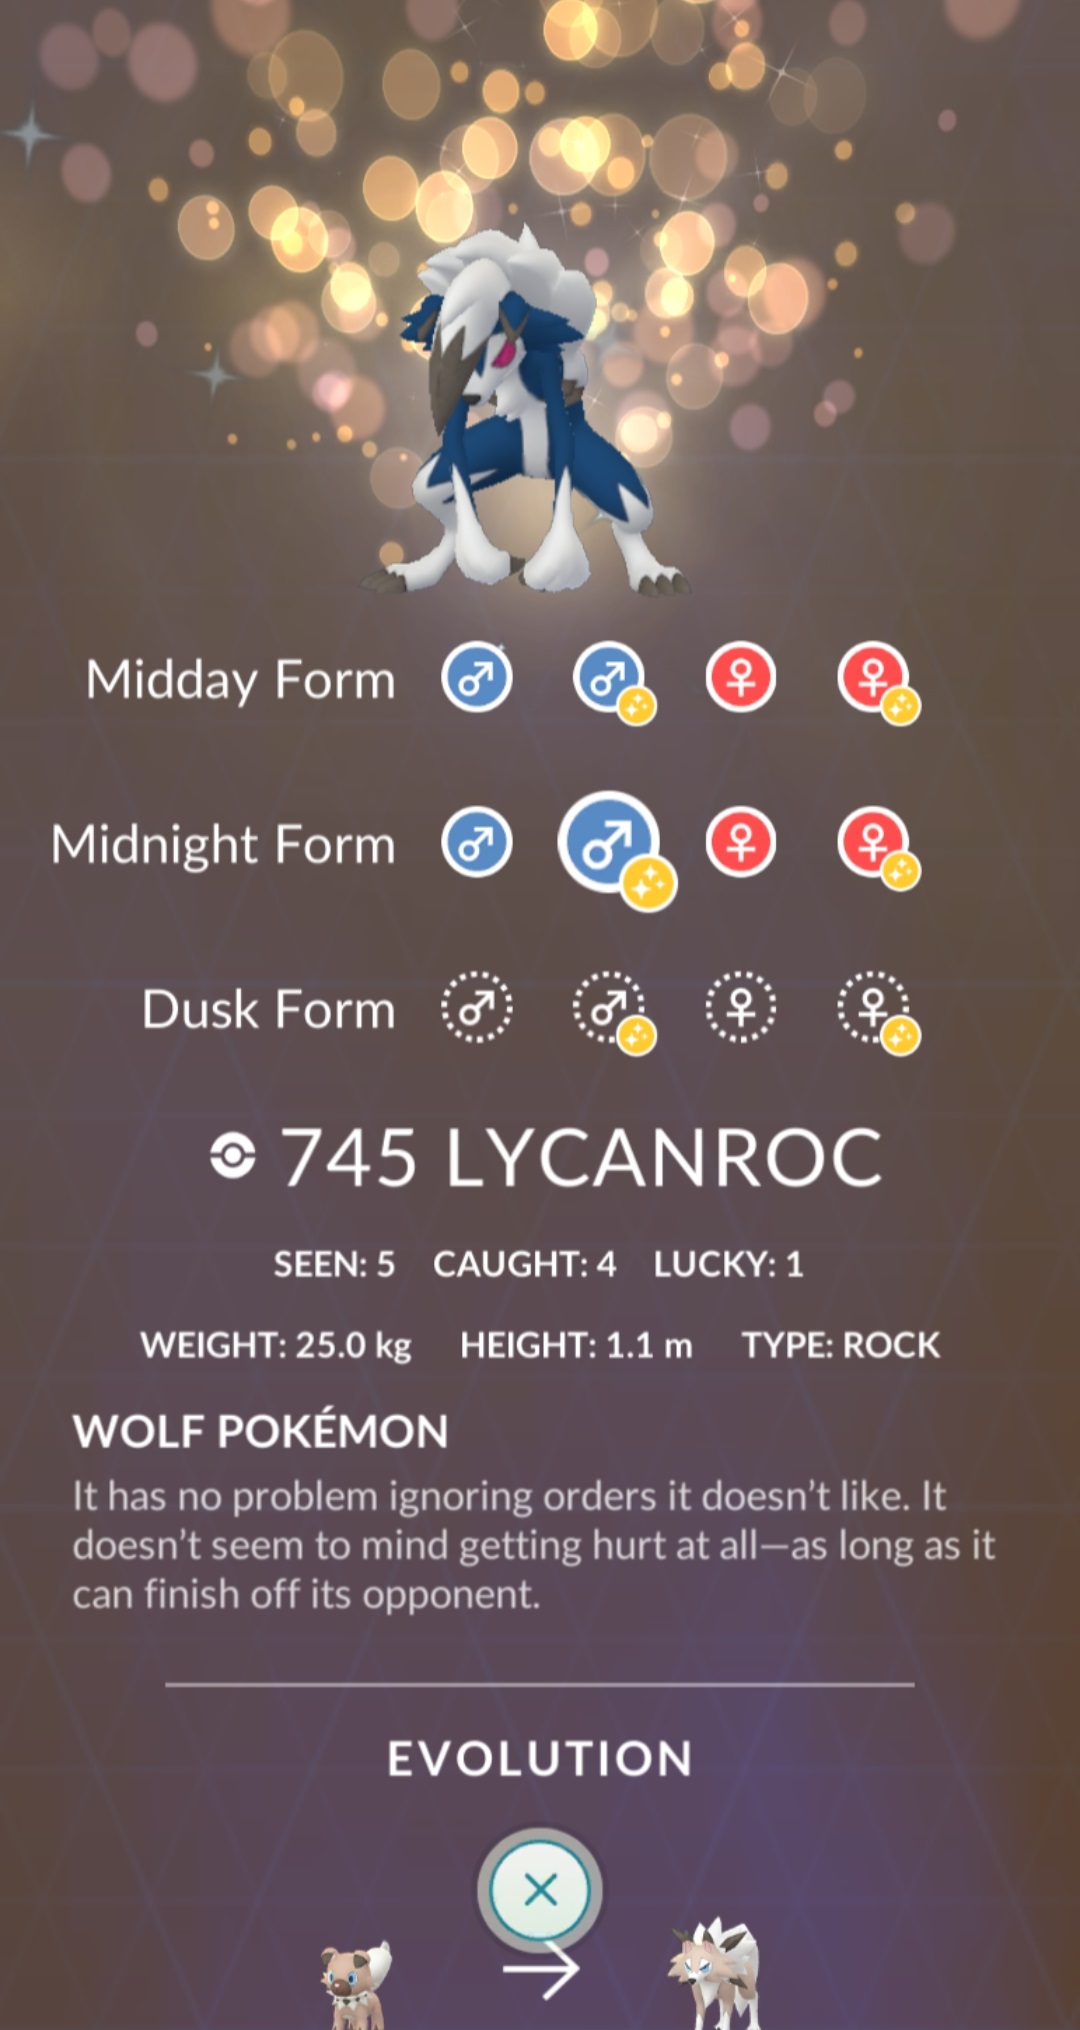 Midday Form
Midnight Form
Dusk Form
745 LYCANROC
SEEN: 5 CAUGHT: 4 LUCKY: 1
WEIGHT: 25.0 kg HEIGHT: 1.1 m TYPE: ROCK
WOLF POKÉMON
It has no problem ignoring orders it doesn’t like. It
doesn’t seem to mind getting hurt at all—as long as it
can finish off its opponent.
EVOLUTION